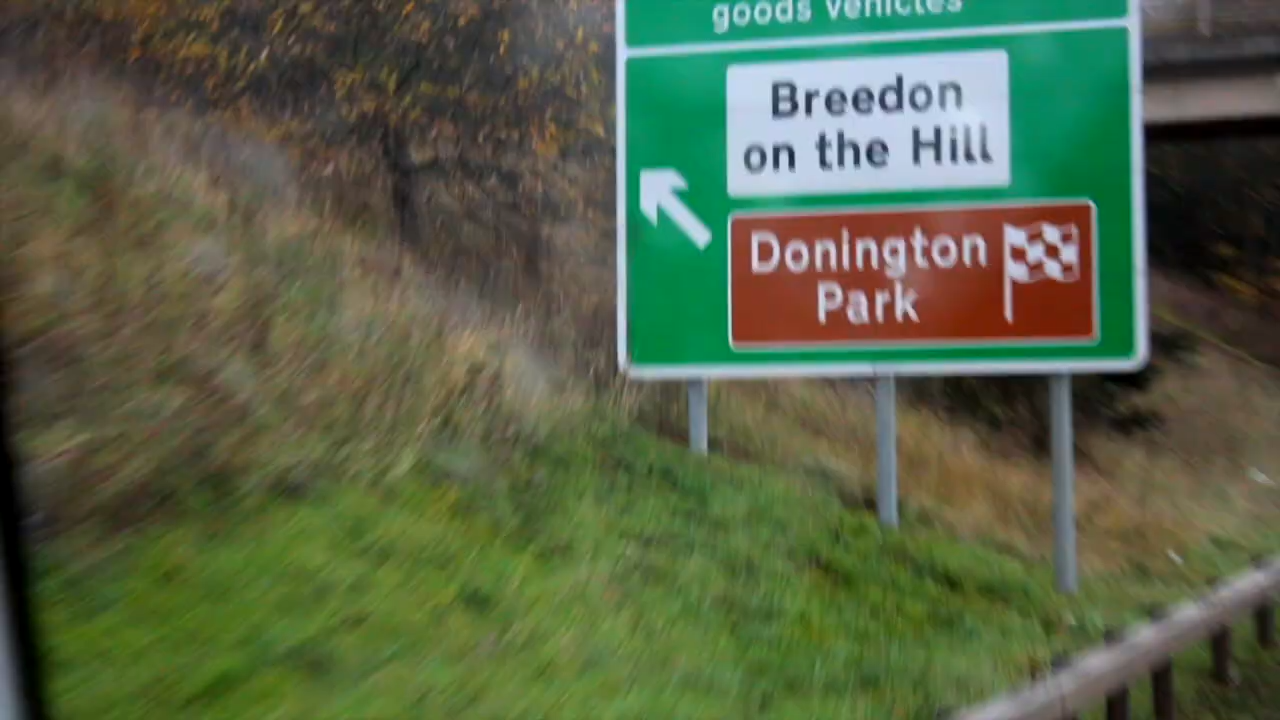 goods vehicles
Breedon
on the Hill
Donington
Park